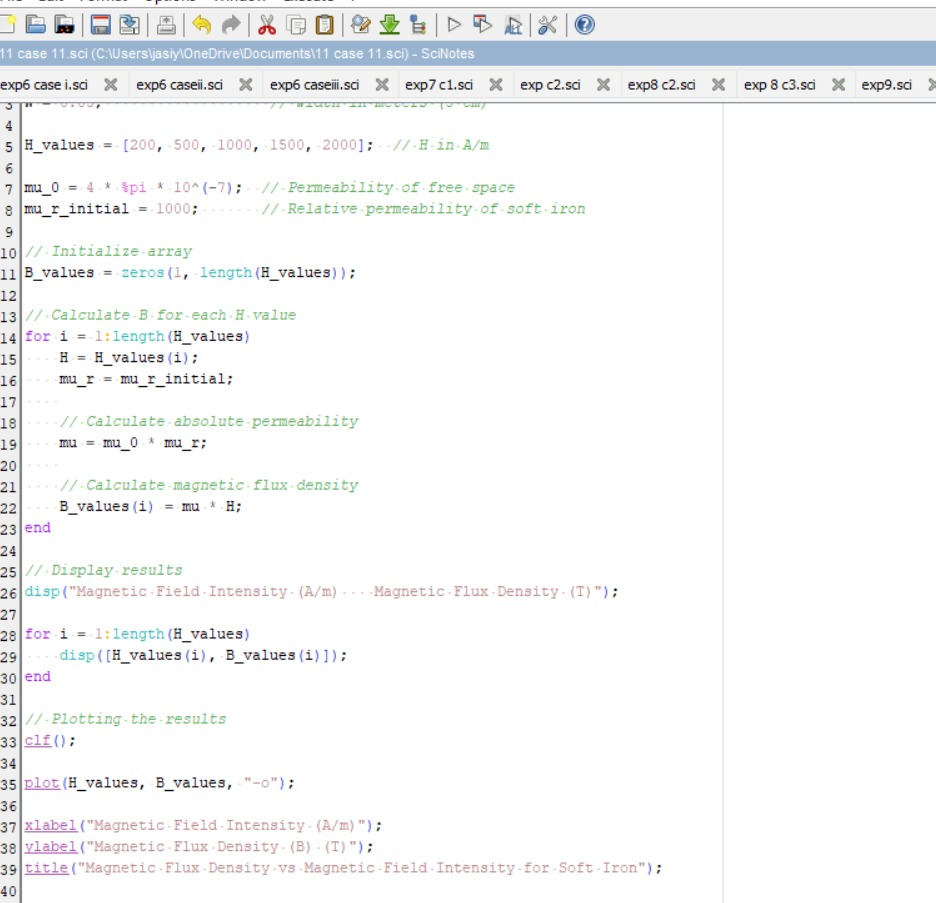 11 case 11.sci (C:\Users\jasiy\OneDrive\Documents\11 case 11.sci) - SciNotes
exp6 case i.sci exp6 caseii.sci exp6 caseiii.sci exp7 c1.sci exp c2.sci exp8 c2.sci exp 8 c3.sci exp9.sci
3
4
5 H_values = [200, 500, 1000, 1500, 2000]; // H in A/m
6
7 mu_0 = 4 * %pi * 10^(-7); // Permeability of free space
8 mu_r_initial = 1000; // Relative permeability of soft iron
9
10 // Initialize array
11 B_values = zeros(1, length(H_values));
12
13 // Calculate B for each H value
14 for i = 1:length(H_values)
15 H = H_values(i);
16 mu_r = mu_r_initial;
17
18 // Calculate absolute permeability
19 mu = mu_0 * mu_r;
20
21 // Calculate magnetic flux density
22 B_values(i) = mu * H;
23 end
24
25 // Display results
26 disp("Magnetic Field Intensity (A/m)    Magnetic Flux Density (T)");
27
28 for i = 1:length(H_values)
29 disp([H_values(i), B_values(i)]);
30 end
31
32 // Plotting the results
33 clf();
34
35 plot(H_values, B_values, "-o");
36
37 xlabel("Magnetic Field Intensity (A/m)");
38 ylabel("Magnetic Flux Density (B) (T)");
39 title("Magnetic Flux Density vs Magnetic Field Intensity for Soft Iron");
40